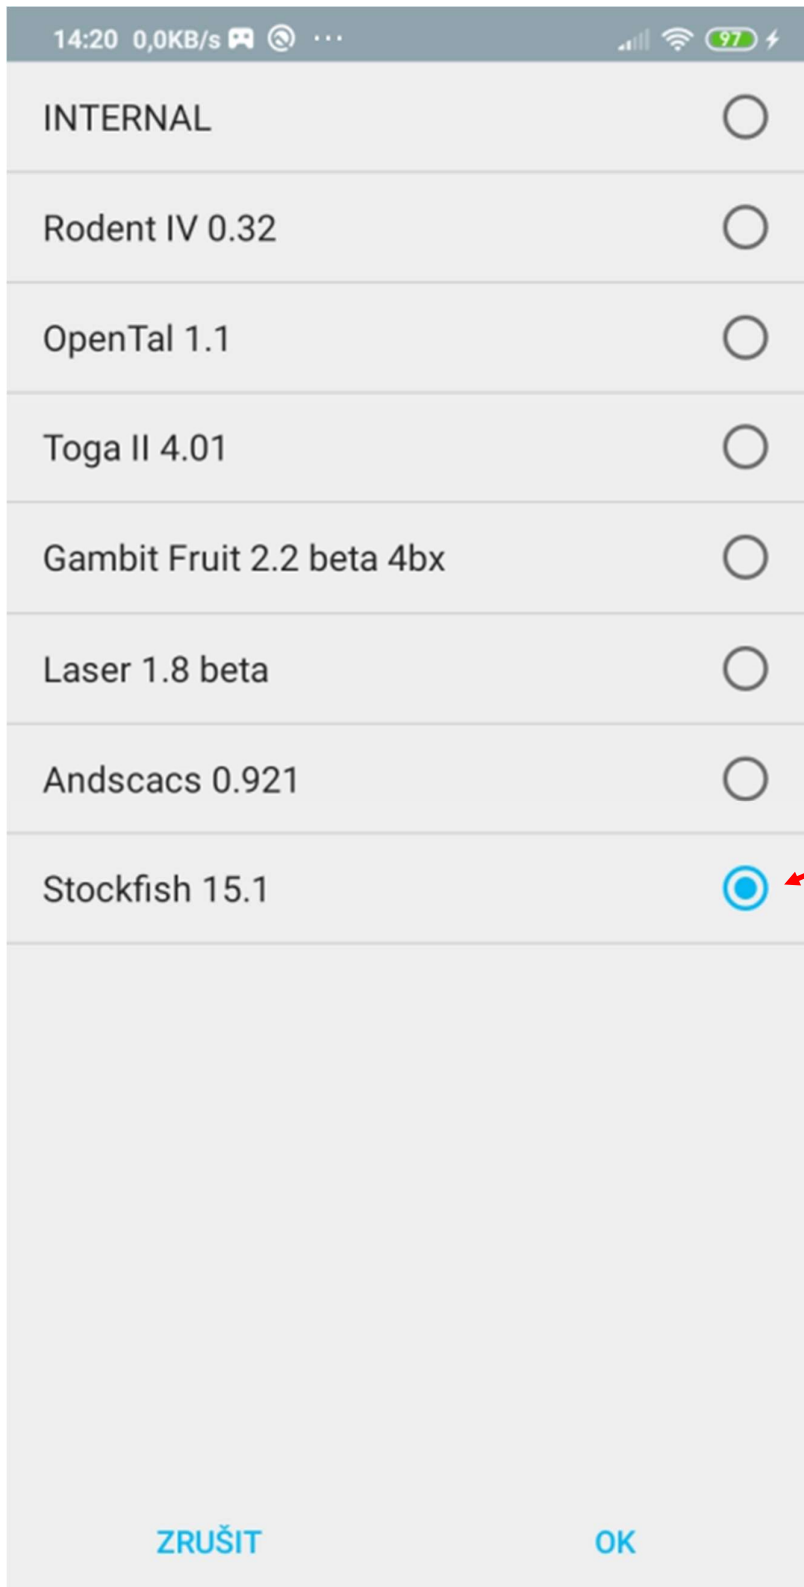 14:20 0,0KB/s ... 97
INTERNAL
Rodent IV 0.32
OpenTal 1.1
Toga II 4.01
Gambit Fruit 2.2 beta 4bx
Laser 1.8 beta
Andscacs 0.921
Stockfish 15.1
ZRUŠIT OK